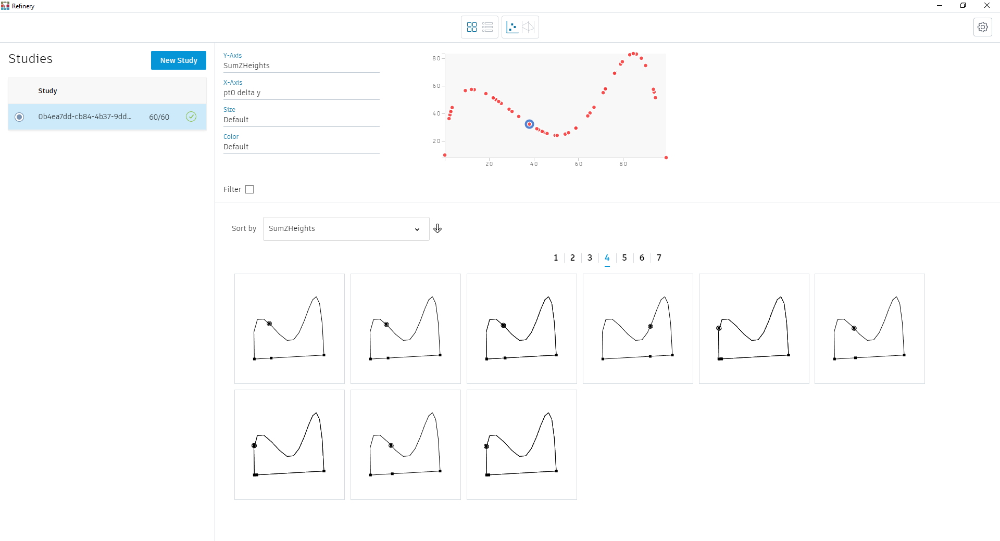 Refinery
Studies
New Study
Study
0b4ea7dd-cb84-4b37-9dd... 60/60
Y-Axis
SumZHeights
X-Axis
pt0 delta y
Size
Default
Color
Default
80
60
40
20
20 40 60 80
Filter
Sort by SumZHeights
1 2 3 4 5 6 7